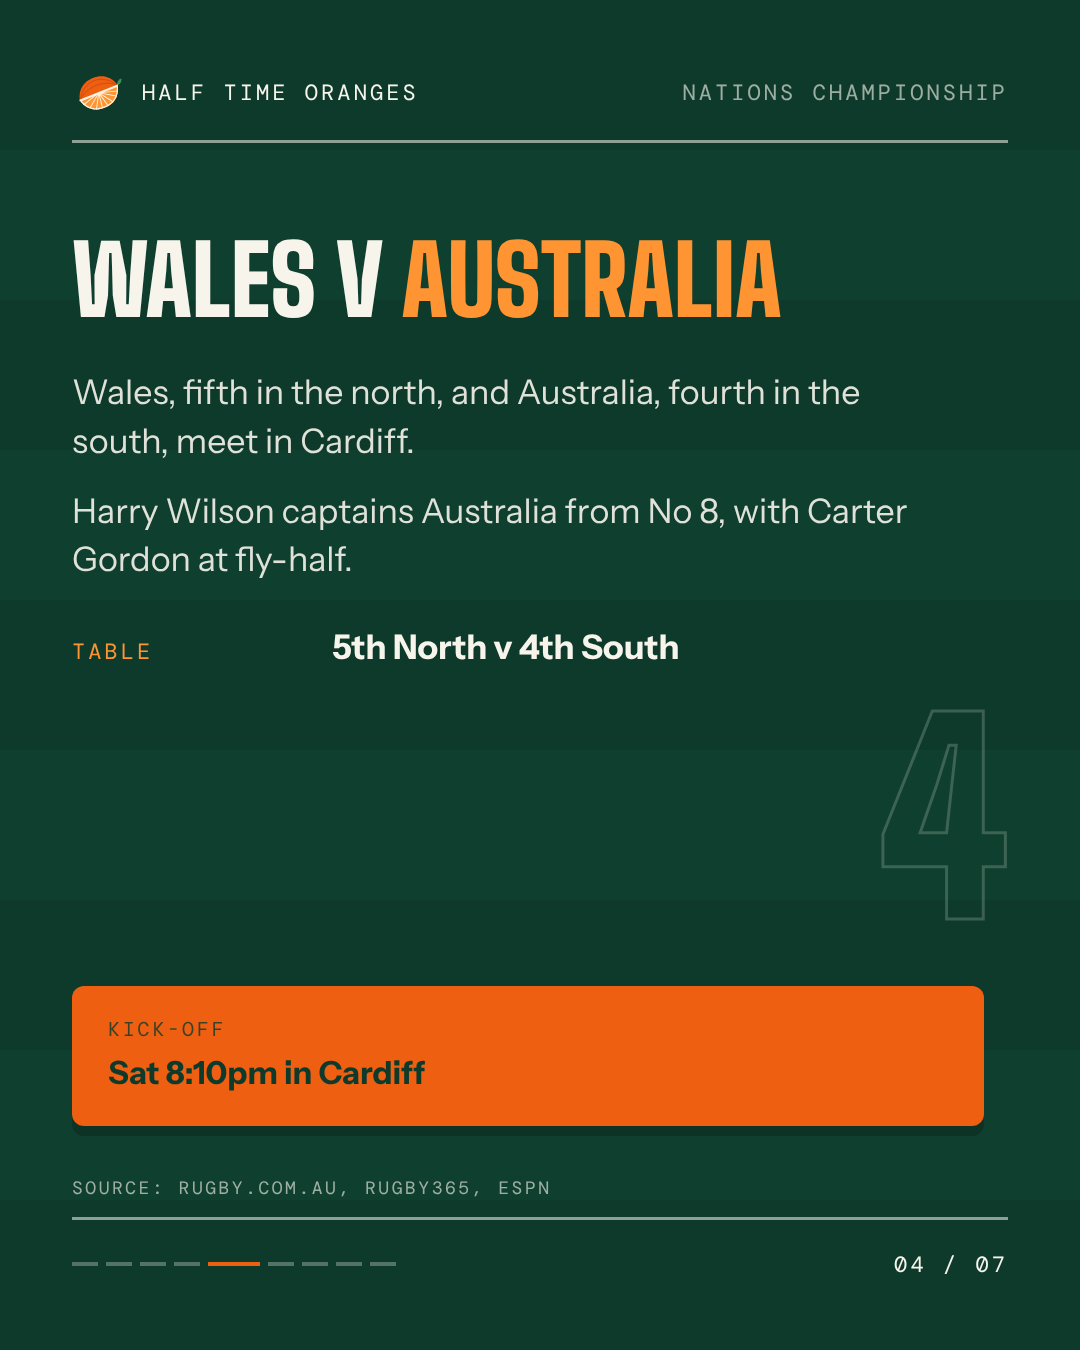 HALF TIME ORANGES
NATIONS CHAMPIONSHIP
WALES V AUSTRALIA
Wales, fifth in the north, and Australia, fourth in the
south, meet in Cardiff.
Harry Wilson captains Australia from No 8, with Carter
Gordon at fly-half.
TABLE
5th North v 4th South
4
KICK-OFF
Sat 8:10pm in Cardiff
SOURCE: RUGBY.COM.AU, RUGBY365, ESPN
04 / 07